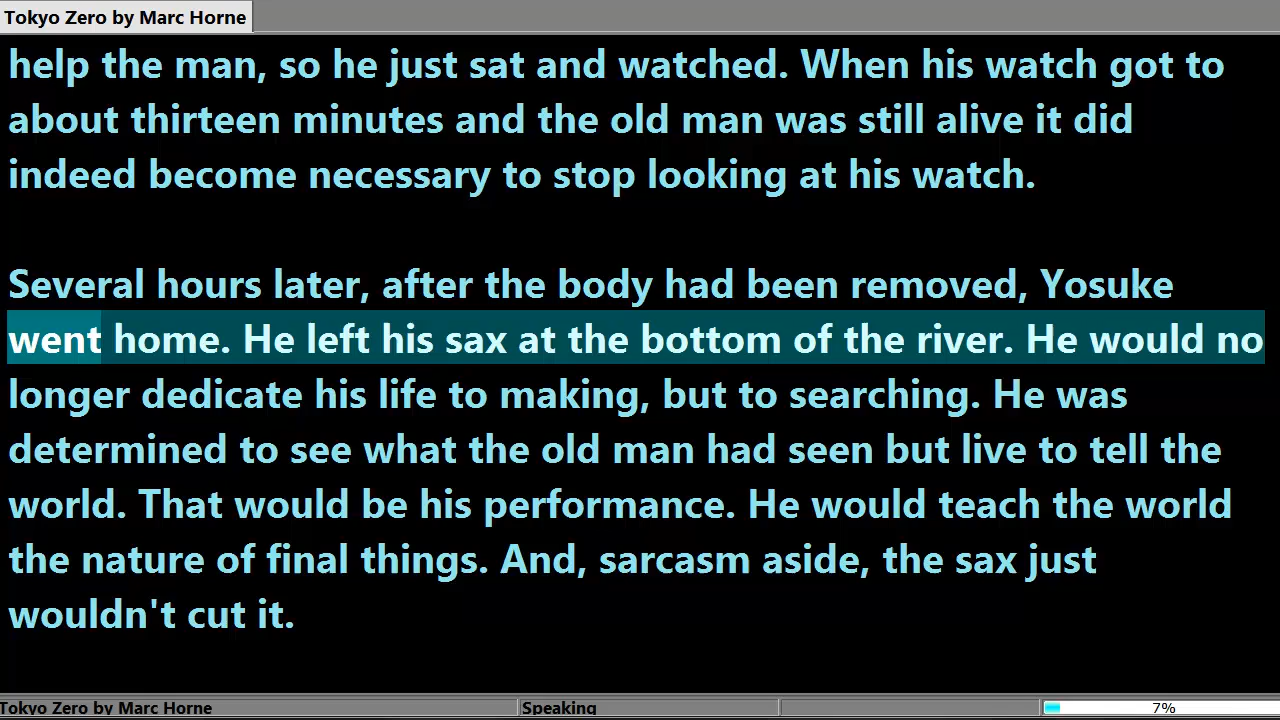 Tokyo Zero by Marc Horne
help the man, so he just sat and watched. When his watch got to
about thirteen minutes and the old man was still alive it did
indeed become necessary to stop looking at his watch.
Several hours later, after the body had been removed, Yosuke
went home. He left his sax at the bottom of the river. He would no
longer dedicate his life to making, but to searching. He was
determined to see what the old man had seen but live to tell the
world. That would be his performance. He would teach the world
the nature of final things. And, sarcasm aside, the sax just
wouldn't cut it.
Tokyo Zero by Marc Horne Speaking 7%